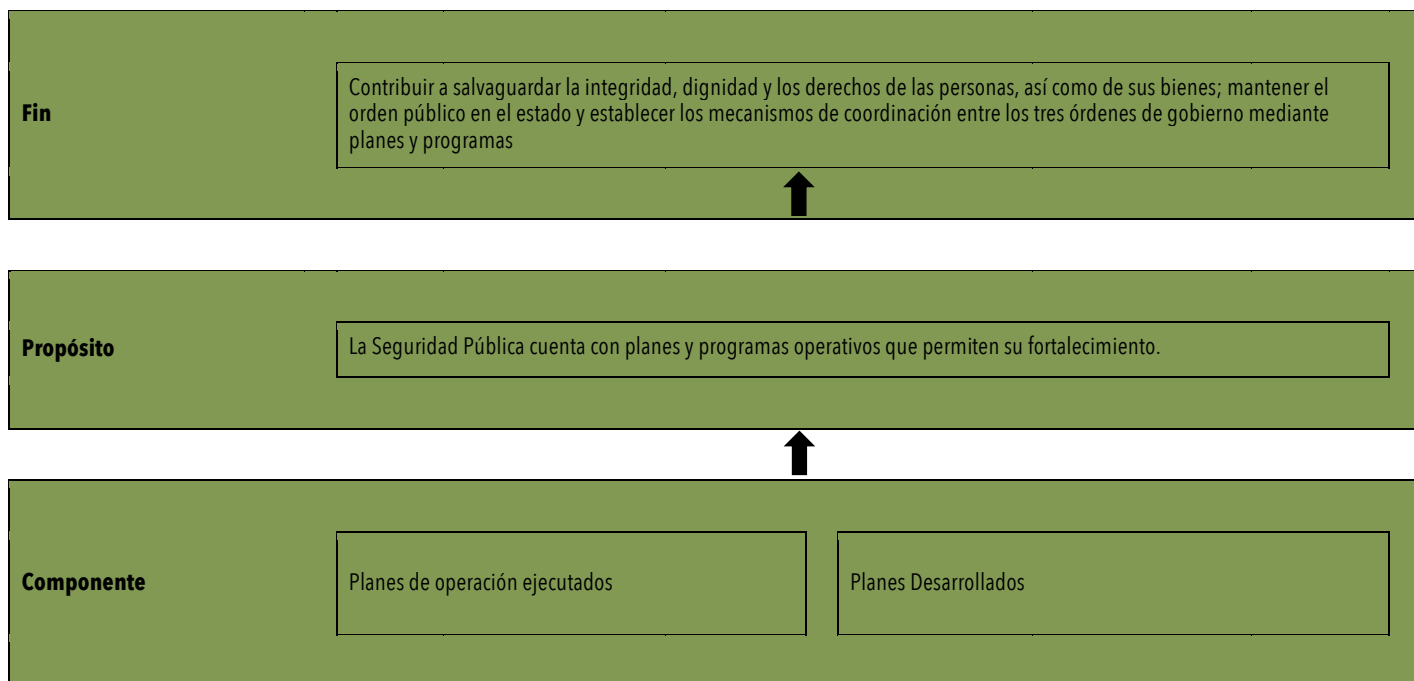 Fin
Contribuir a salvaguardar la integridad, dignidad y los derechos de las personas, así como de sus bienes; mantener el
orden público en el estado y establecer los mecanismos de coordinación entre los tres órdenes de gobierno mediante
planes y programas
Propósito
La Seguridad Pública cuenta con planes y programas operativos que permiten su fortalecimiento.
Componente
Planes de operación ejecutados
Planes Desarrollados